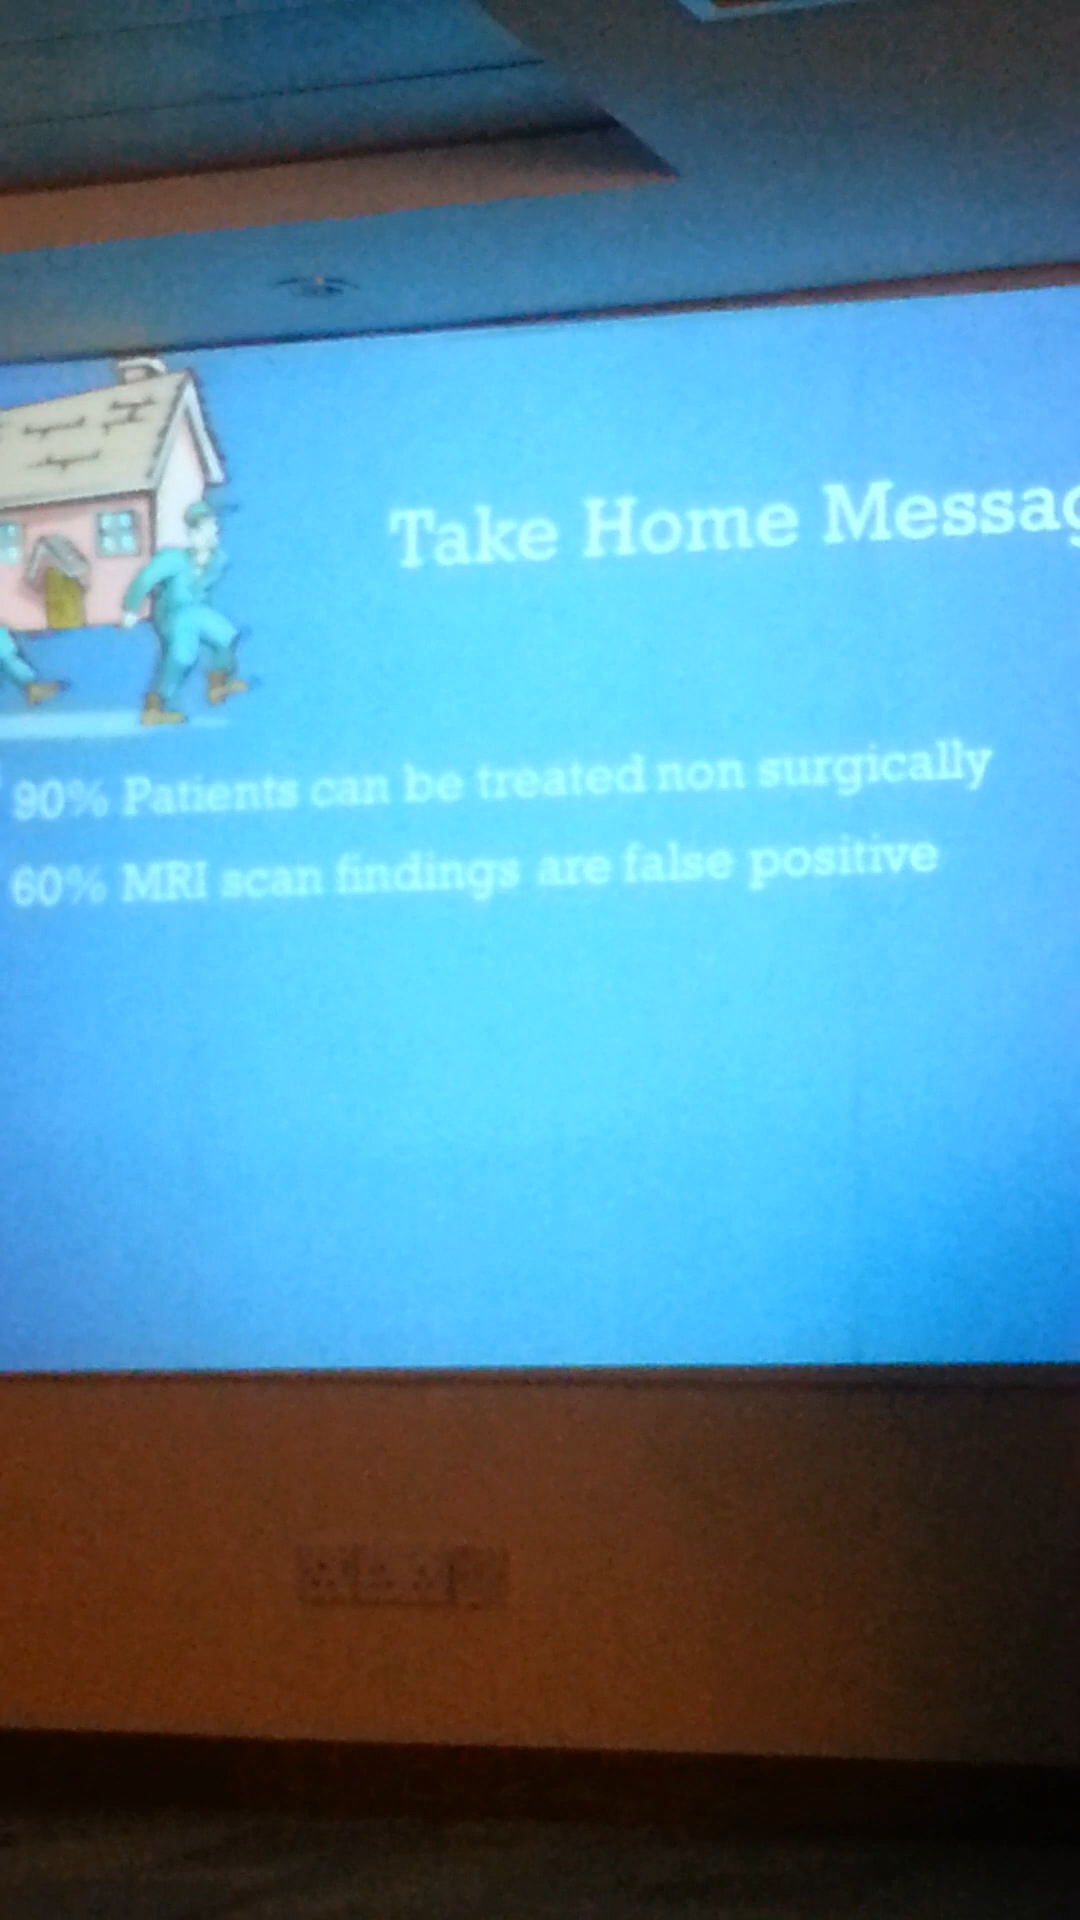 Take Home Messag
90% Patients can be treated non surgically
60% MRI scan findings are false positive